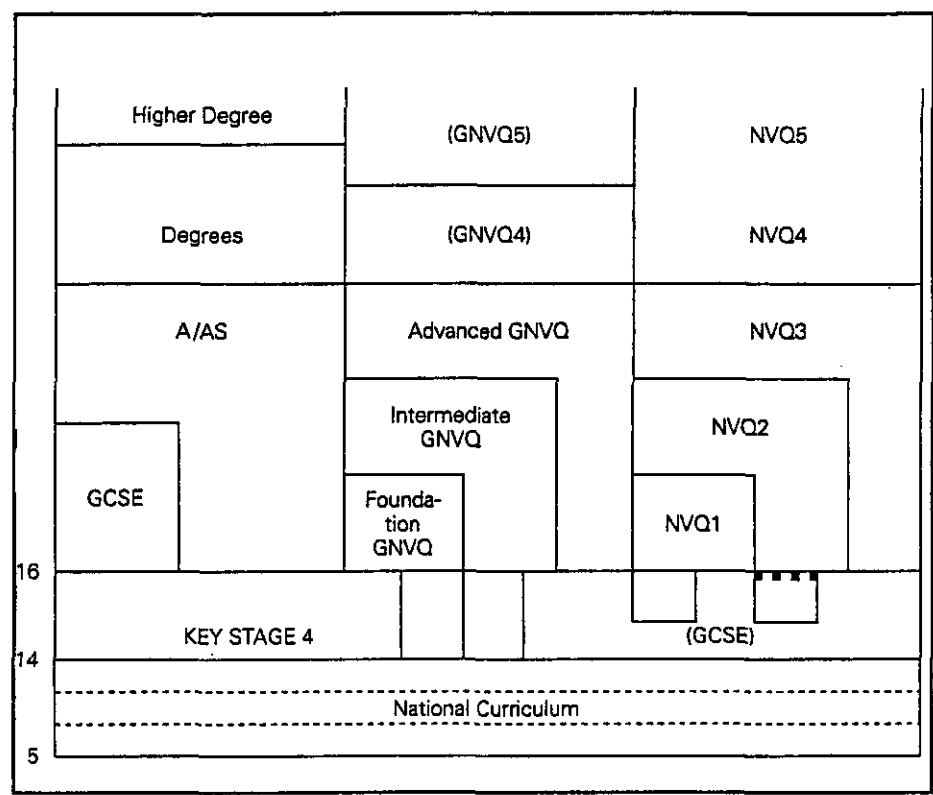 Higher Degree
(GNVQ5)
NVQ5
Degrees
(GNVQ4)
NVQ4
A/AS
Advanced GNVQ
NVQ3
Intermediate
GNVQ
NVQ2
GCSE
Founda-
tion
GNVQ
NVQ1
16
KEY STAGE 4
(GCSE)
14
National Curriculum
5